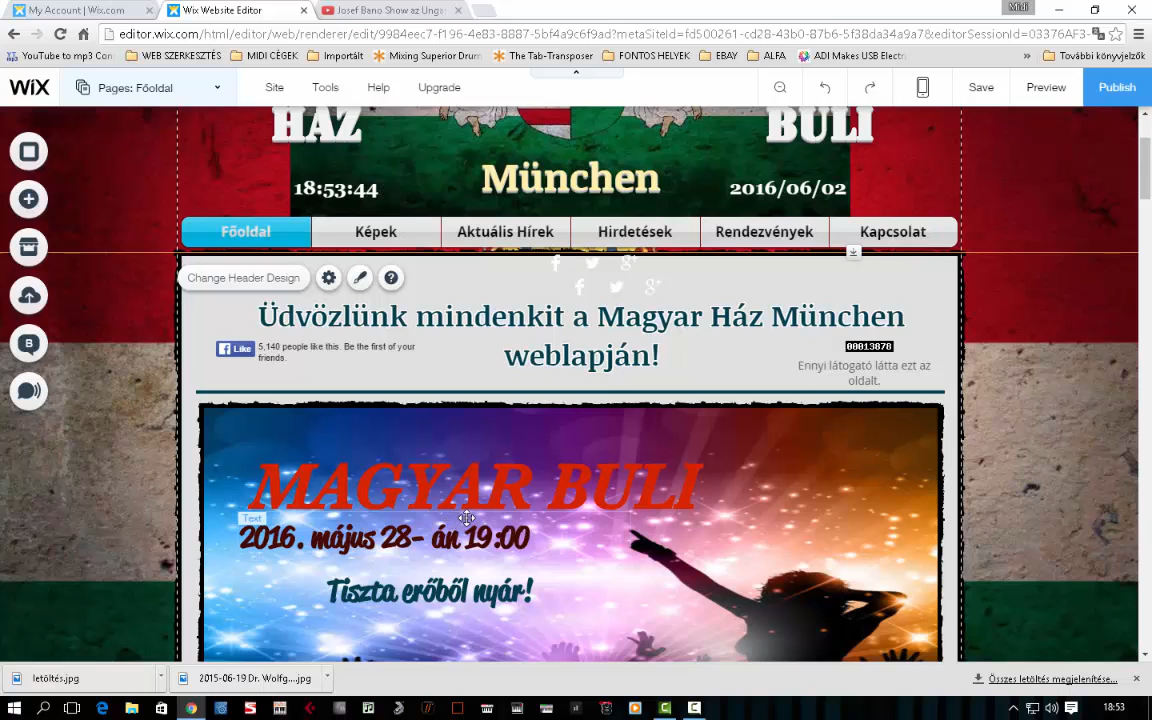 My Account | Wix.com
Wix Website Editor
Josef Bano Show az Unga
Midi
editor.wix.com/html/editor/web/renderer/edit/9984eec7-f196-4e83-8887-5bf4a9c6f9ad?metaSiteId=fd500261-cd28-43b0-87b6-5f38da34a9a7&editorSessionId=03376AF3-
YouTube to mp3 Con
WEB SZERKESZTÉS
MIDI CÉGEK
Importált
Mixing Superior Drum
The Tab-Transposer
FONTOS HELYEK
EBAY
ALFA
ADI Makes USB Electr
»
További könyvjelzők
WiX
Pages: Főoldal
Site
Tools
Help
Upgrade
Save
Preview
Publish
HÁZ
BULI
18:53:44
München
2016/06/02
Főoldal
Képek
Aktuális Hírek
Hirdetések
Rendezvények
Kapcsolat
Change Header Design
Üdvözlünk mindenkit a Magyar Ház München
weblapján!
Like
5,140 people like this. Be the first of your
friends.
00013878
Ennyi látogató látta ezt az
oldalt.
MAGYAR BULI
Text
2016. május 28- án 19:00
Tiszta erőből nyár!
letöltés.jpg
2015-06-19 Dr. Wolfg....jpg
Összes letöltés megjelenítése...
18:53